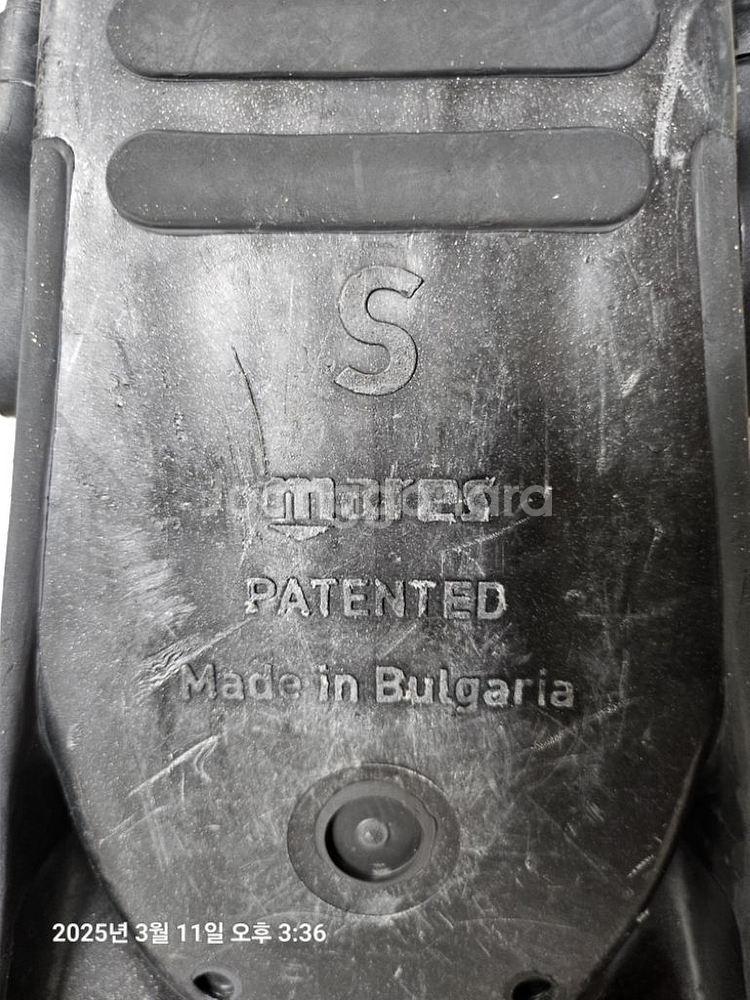 S
mares
PATENTED
Made in Bulgaria
2025년 3월 11일 오후 3:36